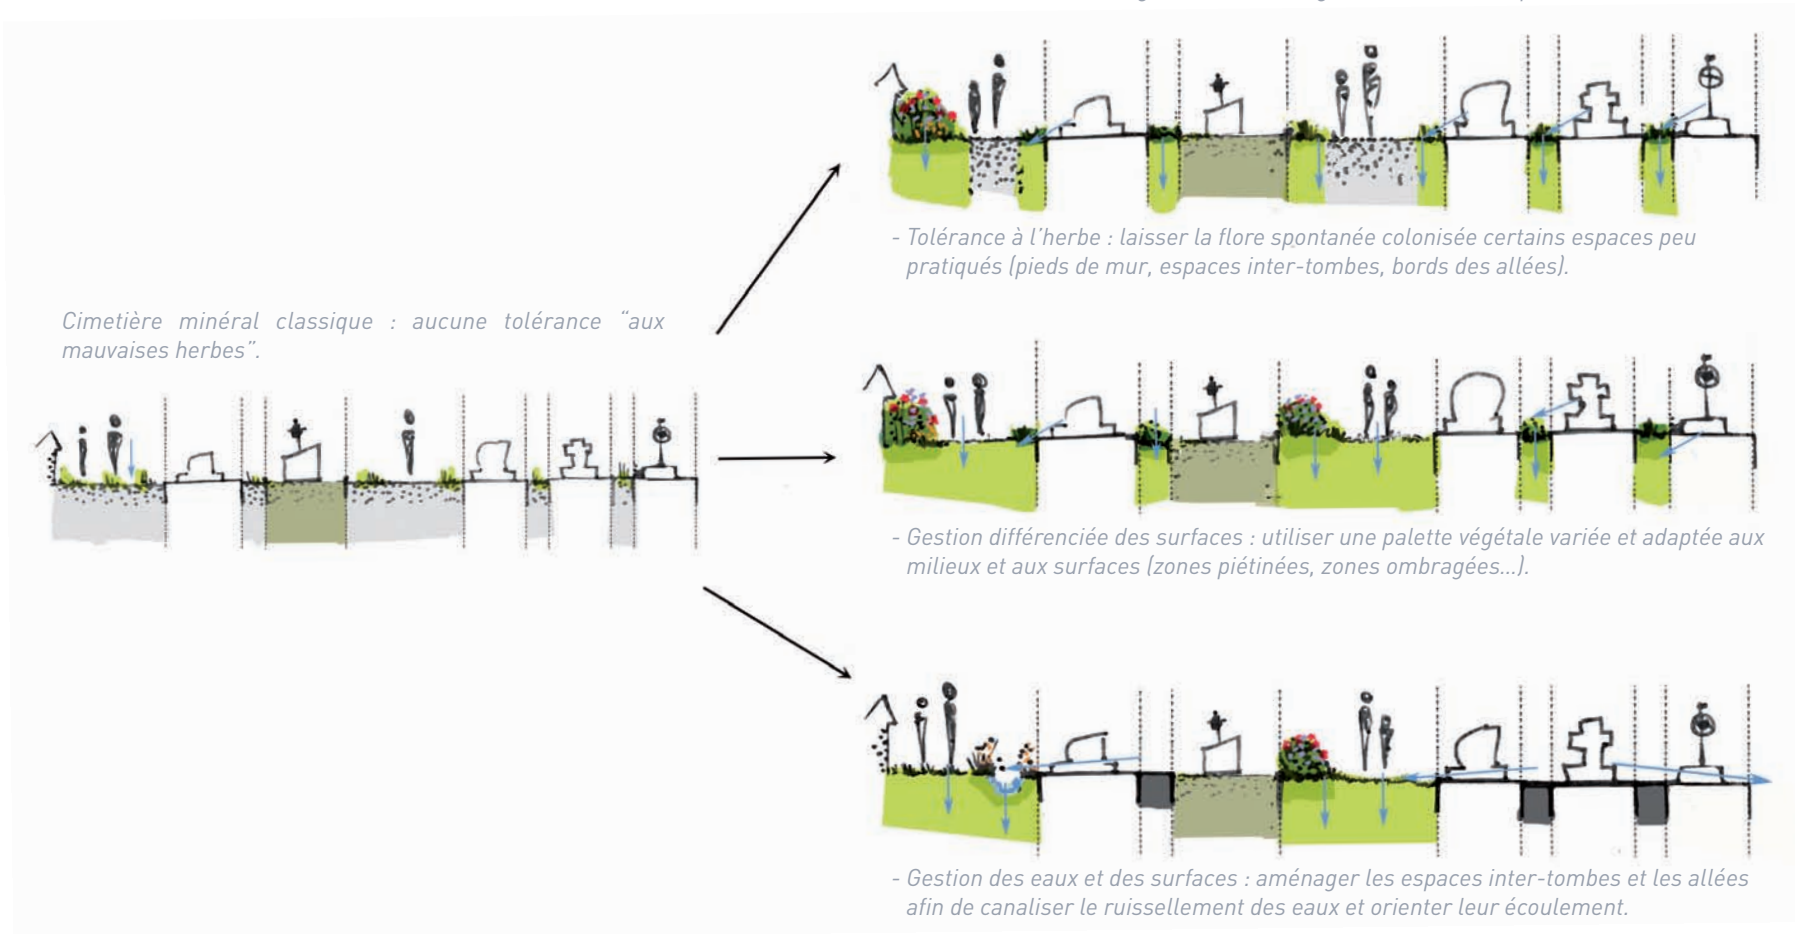 Cimetière minéral classique : aucune tolérance “aux
mauvaises herbes”.
- Tolérance à l’herbe : laisser la flore spontanée colonisée certains espaces peu
pratiqués (pieds de mur, espaces inter-tombes, bords des allées).
- Gestion différenciée des surfaces : utiliser une palette végétale variée et adaptée aux
milieux et aux surfaces (zones piétinées, zones ombragées...).
- Gestion des eaux et des surfaces : aménager les espaces inter-tombes et les allées
afin de canaliser le ruissellement des eaux et orienter leur écoulement.